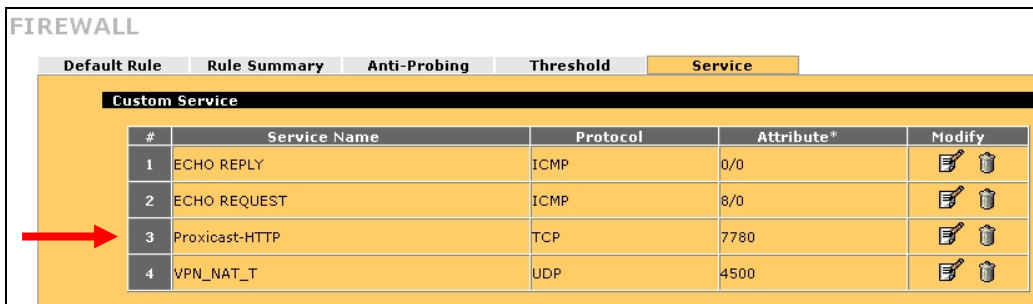 FIREWALL
Default Rule Rule Summary Anti-Probing Threshold Service
Custom Service
# Service Name Protocol Attribute* Modify
1 ECHO REPLY ICMP 0/0
2 ECHO REQUEST ICMP 8/0
3 Proxicast-HTTP TCP 7780
4 VPN_NAT_T UDP 4500